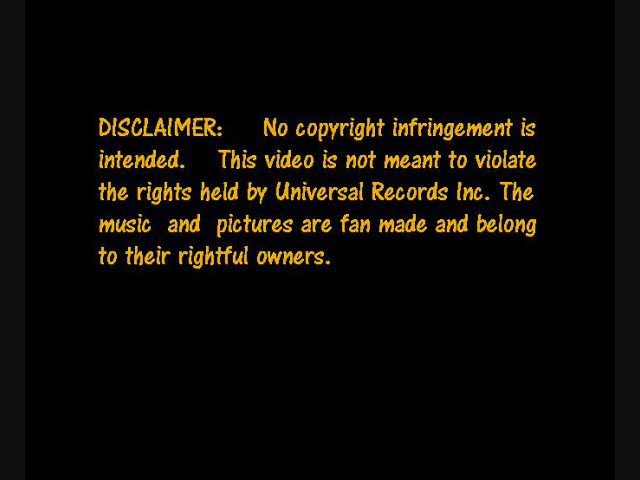 DISCLAIMER: No copyright infringement is
intended. This video is not meant to violate
the rights held by Universal Records Inc. The
music and pictures are fan made and belong
to their rightful owners.